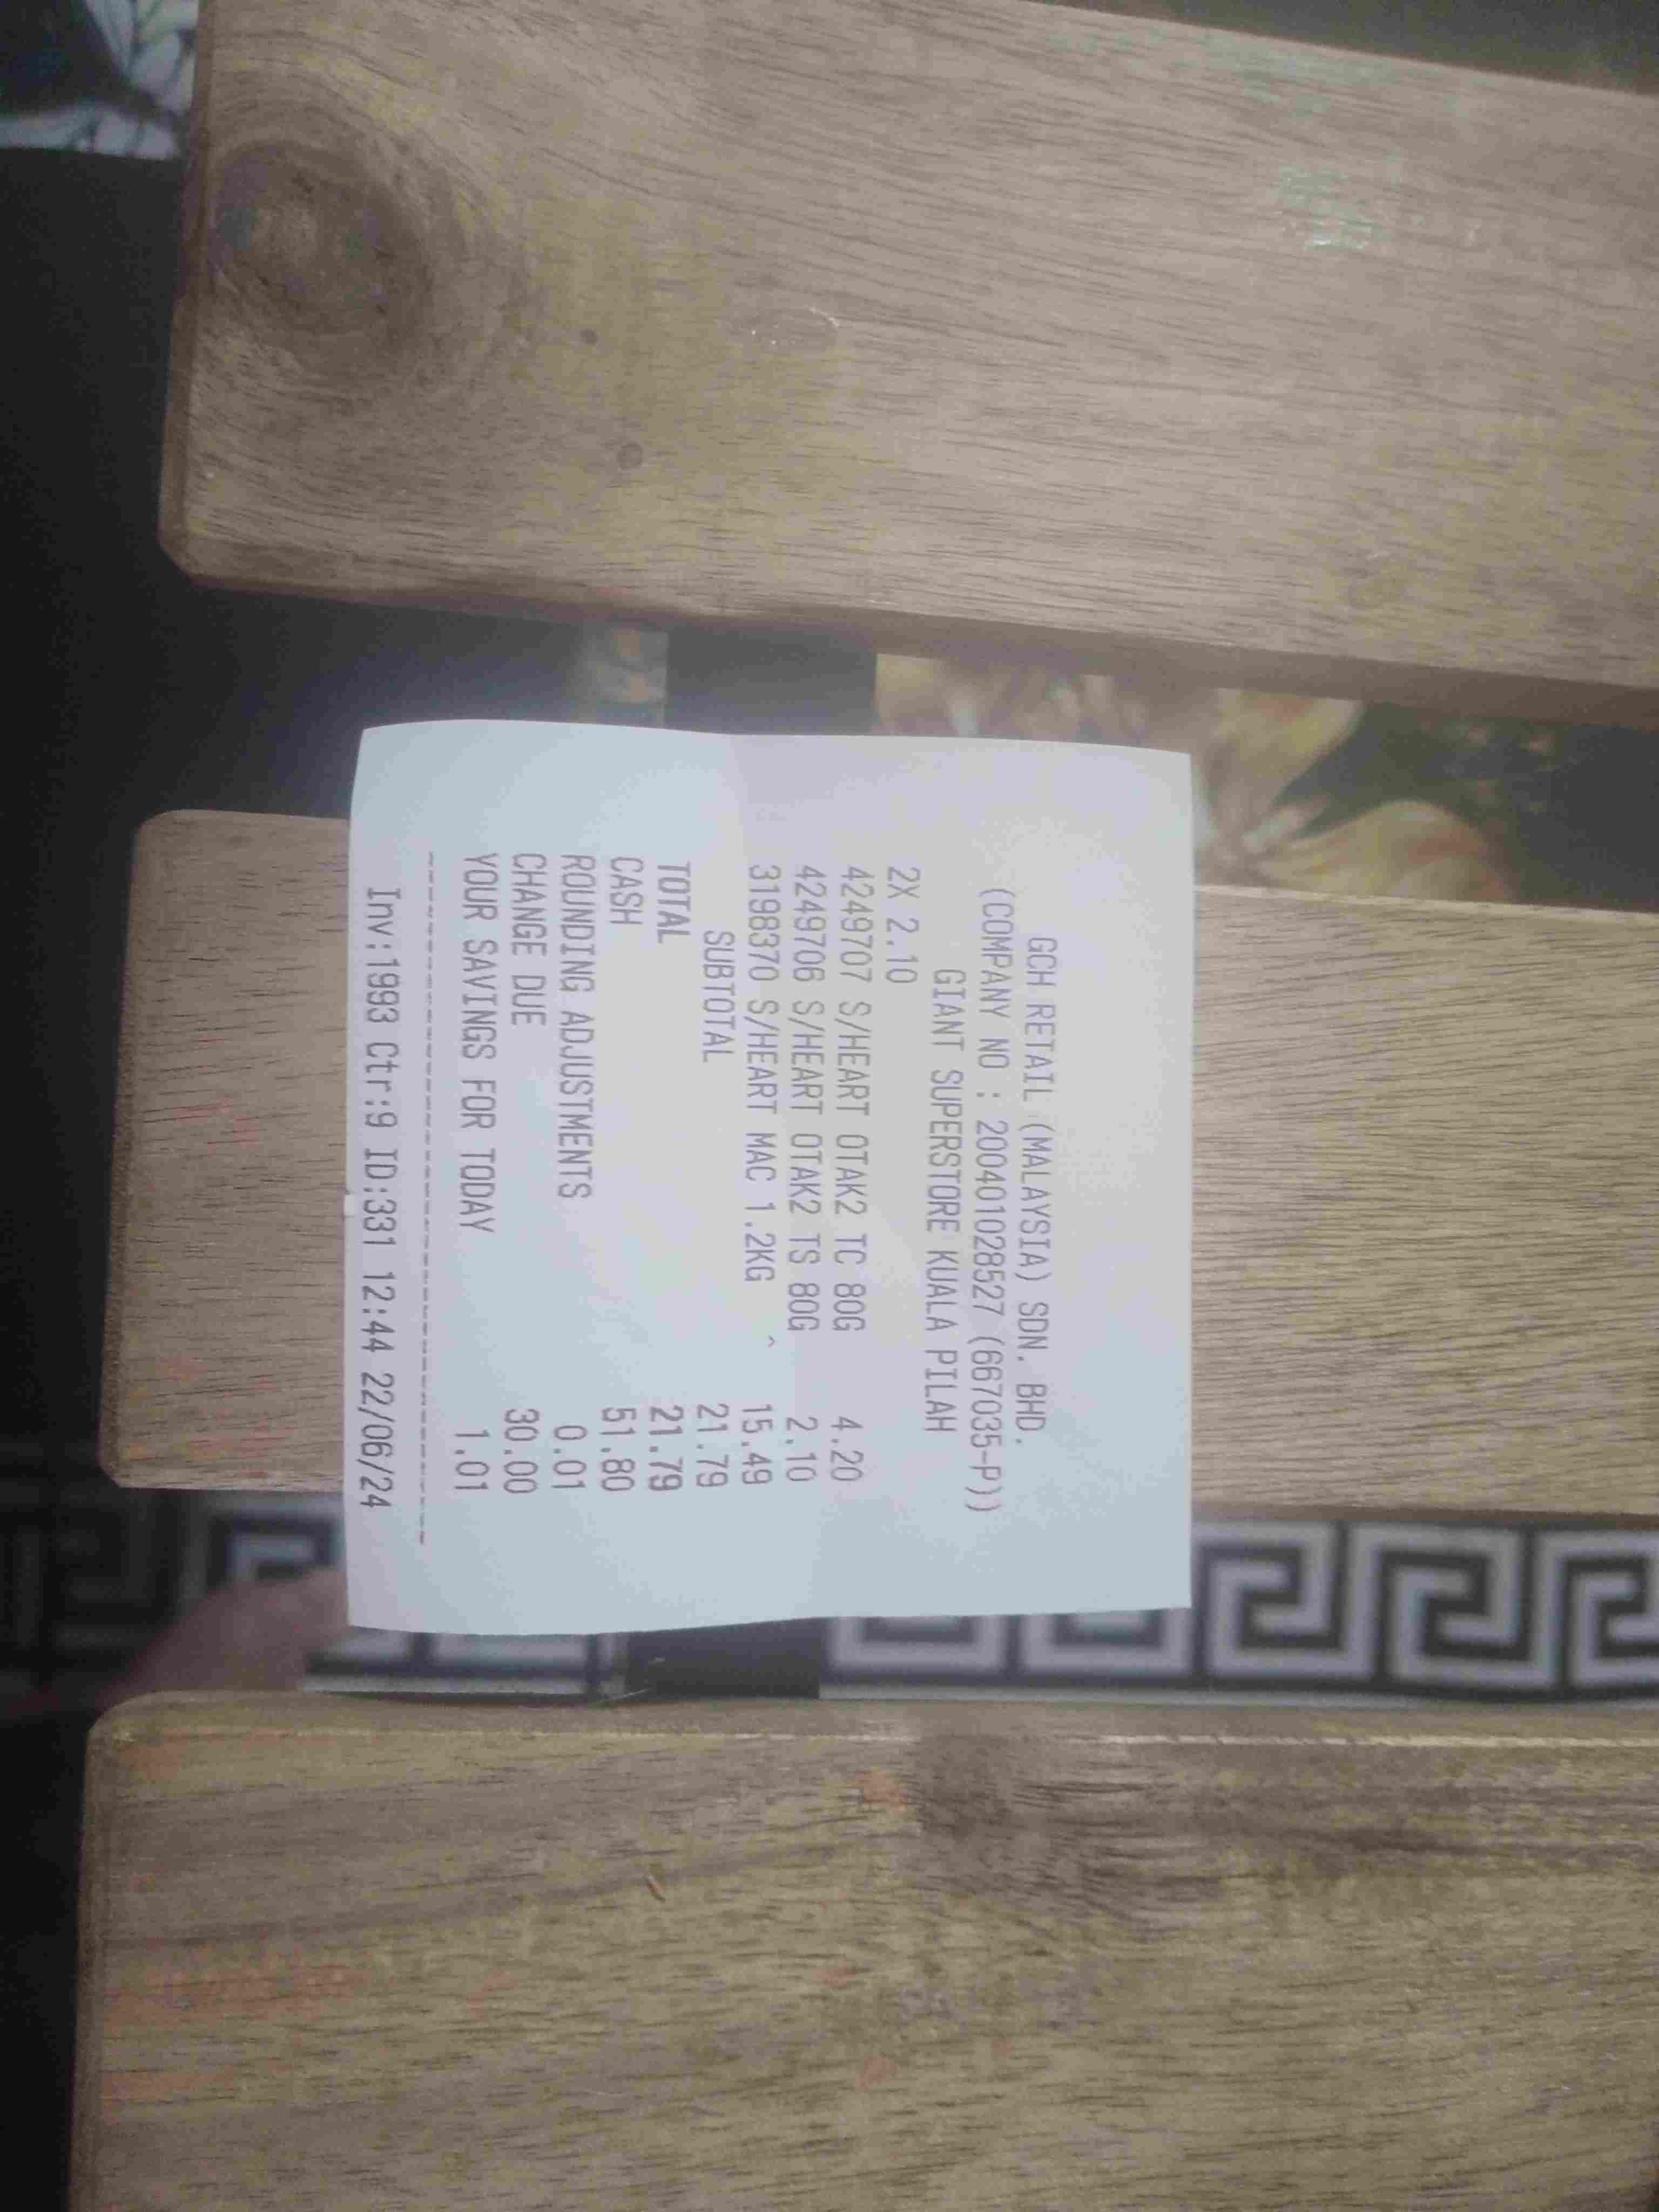 GCH RETAIL (MALAYSIA) SDN. BHD.
(COMPANY NO : 200401028527 (667035-P))
GIANT SUPERSTORE KUALA PILAH
2X 2.10
4249707 S/HEART OTAK2 TC 80G 4.20
4249706 S/HEART OTAK2 TS 80G 2.10
3198370 S/HEART MAC 1.2KG ^ 15.49
SUBTOTAL 21.79
TOTAL 21.79
CASH 51.80
ROUNDING ADJUSTMENTS 0.01
CHANGE DUE 30.00
YOUR SAVINGS FOR TODAY 1.01
Inv:1993 Ctr:9 ID:331 12:44 22/06/24